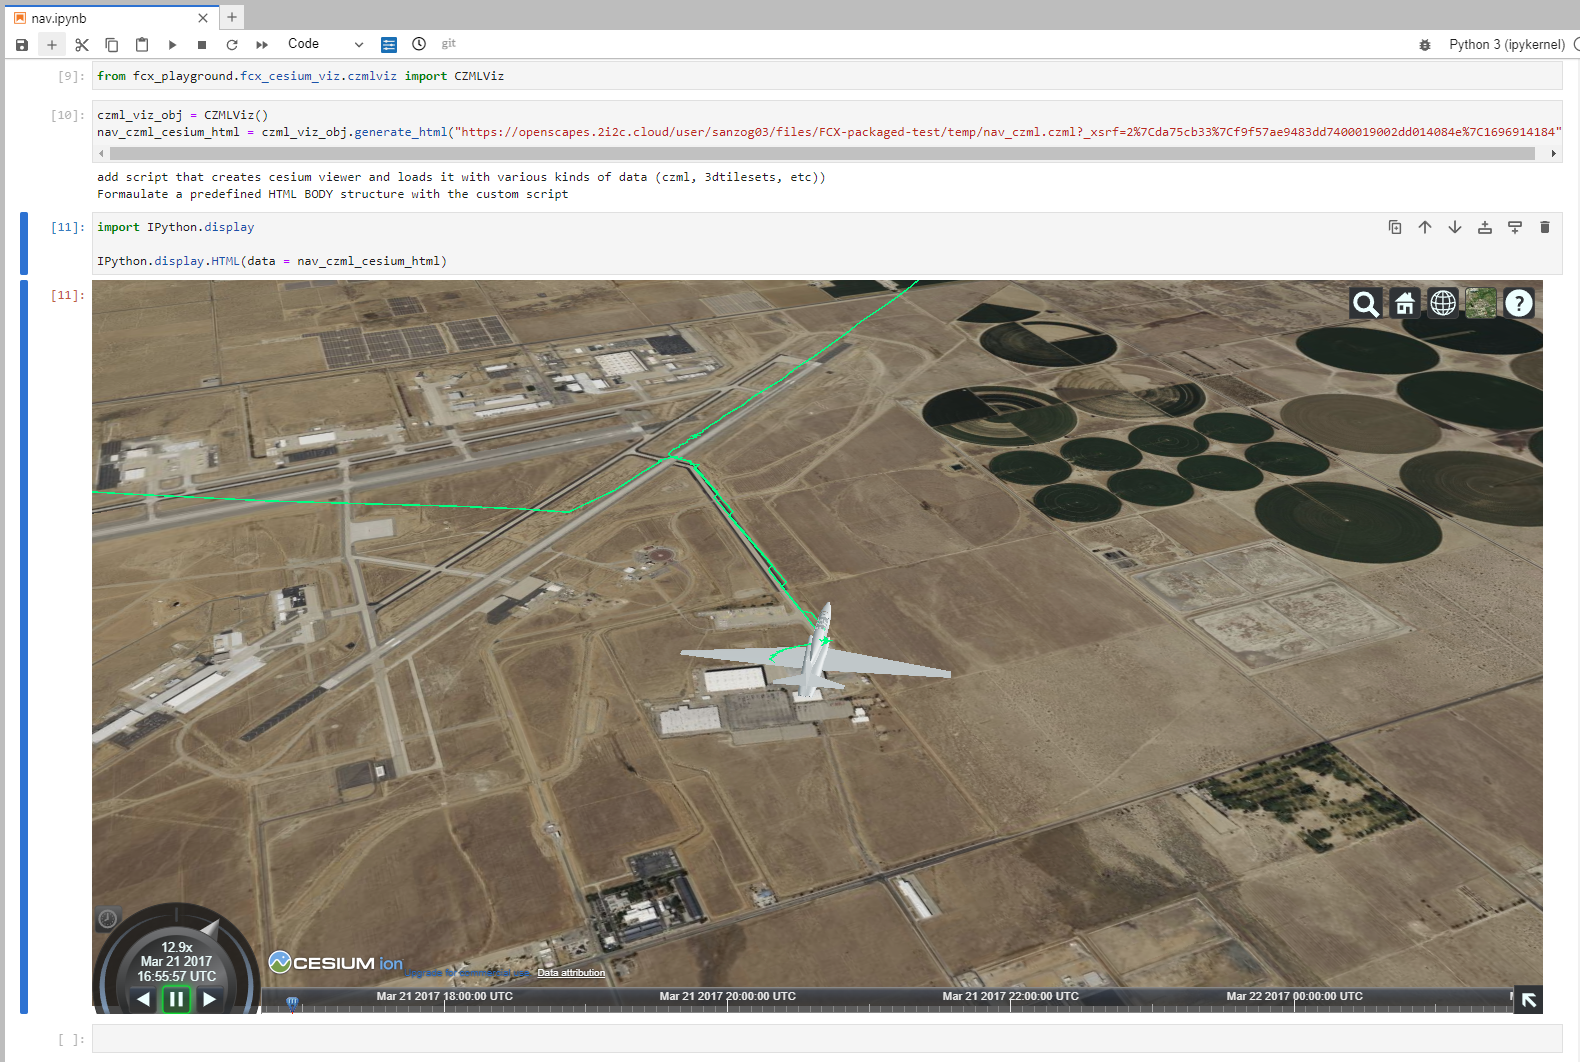 nav.ipynb
Code
git
Python 3 (ipykernel)
[9]:
from fcx_playground.fcx_cesium_viz.czmlviz import CZMLViz
[10]:
czml_viz_obj = CZMLViz()
nav_czml_cesium_html = czml_viz_obj.generate_html("https://openscapes.2i2c.cloud/user/sanzog03/files/FCX-packaged-test/temp/nav_czml.czml?_xsrf=2%7Cda75cb33%7Cf9f57ae9483dd7400019002dd014084e%7C1696914184"
add script that creates cesium viewer and loads it with various kinds of data (czml, 3dtilesets, etc))
Formaulate a predefined HTML BODY structure with the custom script
[11]:
import IPython.display
IPython.display.HTML(data = nav_czml_cesium_html)
[11]:
?
12.9x
Mar 21 2017
16:55:57 UTC
CESIUM ion
Data attribution
Mar 21 2017 18:00:00 UTC
Mar 21 2017 20:00:00 UTC
Mar 21 2017 22:00:00 UTC
Mar 22 2017 00:00:00 UTC
[ ]: